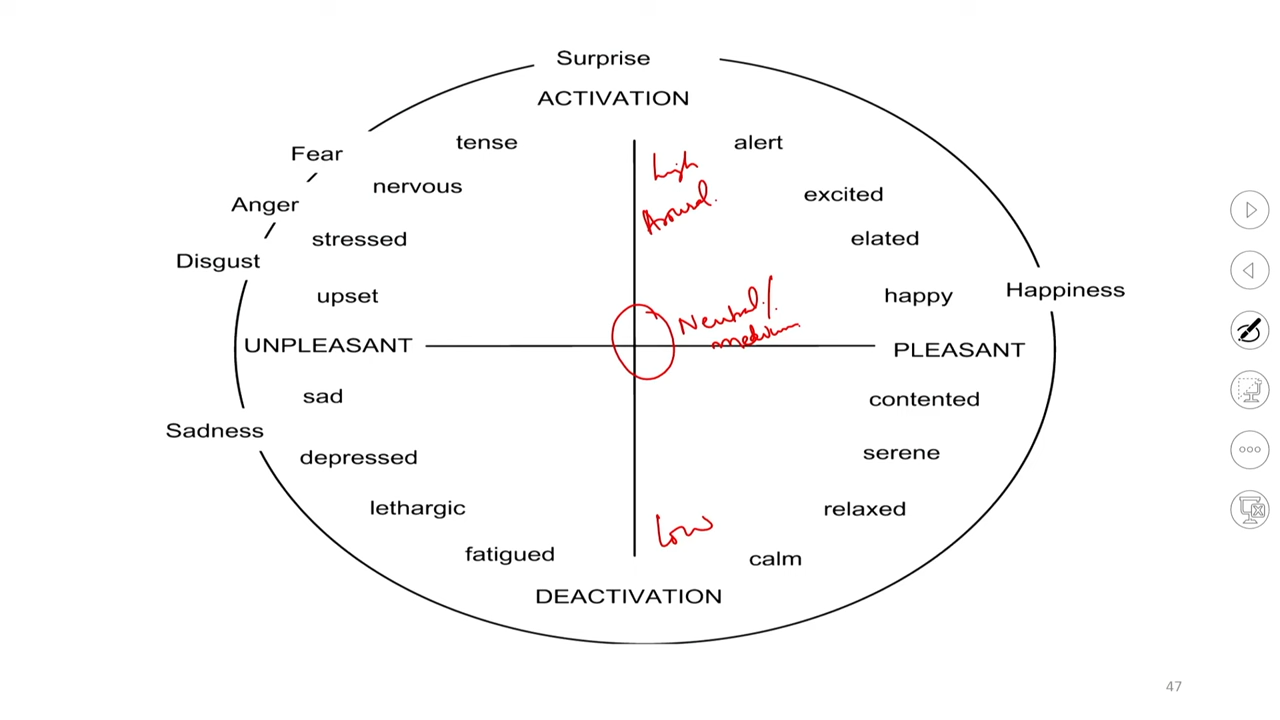 Surprise
ACTIVATION
tense
alert
Fear
high
nervous
excited
Anger
Arousal.
stressed
elated
Disgust
upset
Neutral/
happy
Happiness
medium
UNPLEASANT
PLEASANT
sad
contented
Sadness
depressed
serene
lethargic
relaxed
Low
fatigued
calm
DEACTIVATION
47